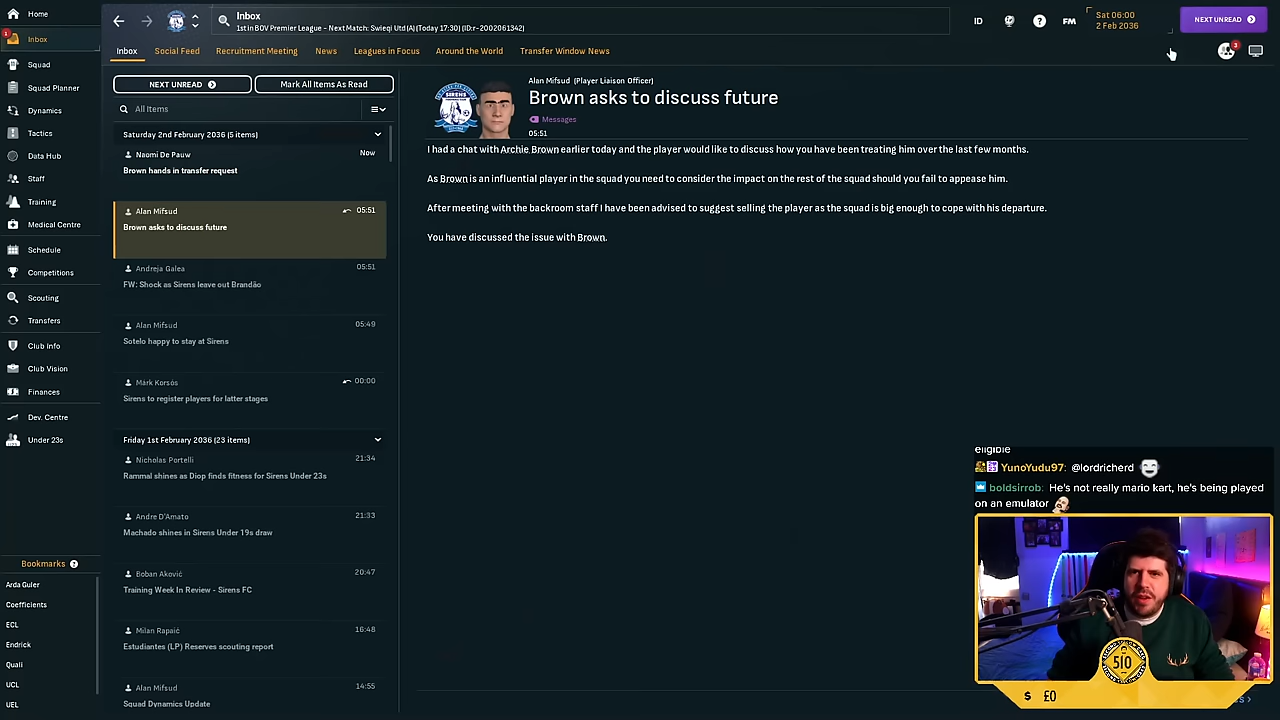 Home
Inbox
1st in BOV Premier League - Next Match: Swieqi Utd (A) (Today 17:30) (ID:r-2002061342)
ID
FM
Sat 06:00
2 Feb 2036
NEXT UNREAD
1
Inbox
Squad
Squad Planner
Dynamics
Tactics
Data Hub
Staff
Training
Medical Centre
Schedule
Competitions
Scouting
Transfers
Club Info
Club Vision
Finances
Dev. Centre
Under 23s
Bookmarks
Arda Guler
Coefficients
ECL
Endrick
Quali
UCL
UEL
Inbox
Social Feed
Recruitment Meeting
News
Leagues in Focus
Around the World
Transfer Window News
3
NEXT UNREAD
Mark All Items As Read
All Items
Saturday 2nd February 2036 (5 items)
Naomi De Pauw
Now
Brown hands in transfer request
Alan Mifsud
05:51
Brown asks to discuss future
Andreja Galea
05:51
FW: Shock as Sirens leave out Brandão
Alan Mifsud
05:49
Sotelo happy to stay at Sirens
Márk Korsós
00:00
Sirens to register players for latter stages
Friday 1st February 2036 (23 items)
Nicholas Portelli
21:34
Rammal shines as Diop finds fitness for Sirens Under 23s
Andre D'Amato
21:33
Machado shines in Sirens Under 19s draw
Boban Aković
20:47
Training Week In Review - Sirens FC
Milan Rapaić
16:48
Estudiantes (LP) Reserves scouting report
Alan Mifsud
14:55
Squad Dynamics Update
SIRENS
Alan Mifsud (Player Liaison Officer)
Brown asks to discuss future
Messages
05:51
I had a chat with Archie Brown earlier today and the player would like to discuss how you have been treating him over the last few months.
As Brown is an influential player in the squad you need to consider the impact on the rest of the squad should you fail to appease him.
After meeting with the backroom staff I have been advised to suggest selling the player as the squad is big enough to cope with his departure.
You have discussed the issue with Brown.
eligible
YunoYudu97: @lordricherd
boldsirrob: He's not really mario kart, he's being played
on an emulator
510
$ £0